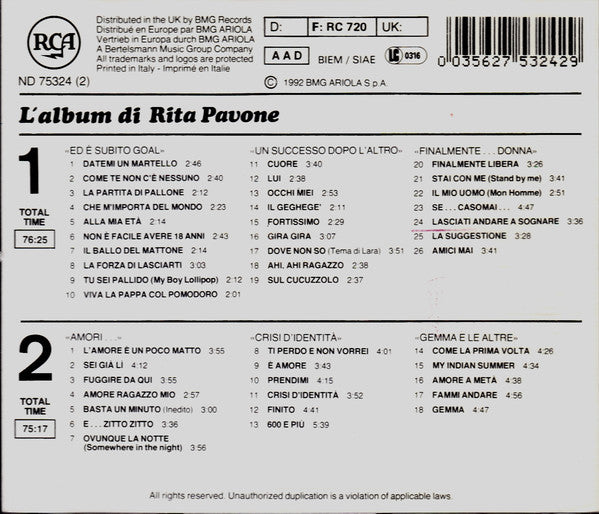 RCA
ND 75324 (2)
Distributed in the UK by BMG Records
Distribué en Europe par BMG ARIOLA
Vertrieb in Europa durch BMG ARIOLA
A Bertelsmann Music Group Company
All trademarks and logos are protected
Printed in Italy - Imprimé en Italie
D: F: RC 720 UK:
AAD BIEM / SIAE LC 0316
© 1992 BMG ARIOLA S.p.A.
0 035627 532429
L'album di Rita Pavone
1
TOTAL
TIME
76:25
«ED È SUBITO GOAL»
1 DATEMI UN MARTELLO 2:46
2 COME TE NON C'È NESSUNO 2:40
3 LA PARTITA DI PALLONE 2:12
4 CHE M'IMPORTA DEL MONDO 2:23
5 ALLA MIA ETÀ 2:14
6 NON È FACILE AVERE 18 ANNI 2:43
7 IL BALLO DEL MATTONE 2:14
8 LA FORZA DI LASCIARTI 3:03
9 TU SEI PALLIDO (My Boy Lollipop) 2:12
10 VIVA LA PAPPA COL POMODORO 2:01
«UN SUCCESSO DOPO L'ALTRO»
11 CUORE 3:40
12 LUI 2:38
13 OCCHI MIEI 2:53
14 IL GEGHEGE' 2:11
15 FORTISSIMO 2:29
16 GIRA GIRA 3:07
17 DOVE NON SO (Tema di Lara) 3:51
18 AHI, AHI RAGAZZO 2:38
19 SUL CUCUZZOLO 2:37
«FINALMENTE... DONNA»
20 FINALMENTE LIBERA 3:26
21 STAI CON ME (Stand by me) 3:41
22 IL MIO UOMO (Mon Homme) 2:51
23 SE... CASOMAI... 4:47
24 LASCIATI ANDARE A SOGNARE 3:36
25 LA SUGGESTIONE 3:28
26 AMICI MAI 3:41
2
TOTAL
TIME
75:17
«AMORI...»
1 L'AMORE È UN POCO MATTO 3:55
2 SEI GIÀ LÌ 4:12
3 FUGGIRE DA QUI 3:55
4 AMORE RAGAZZO MIO 2:57
5 BASTA UN MINUTO (Inedito) 3:00
6 E... ZITTO ZITTO 3:36
7 OVUNQUE LA NOTTE
(Somewhere in the night) 3:56
«CRISI D'IDENTITÀ»
8 TI PERDO E NON VORREI 4:01
9 È AMORE 3:43
10 PRENDIMI 4:15
11 CRISI D'IDENTITÀ 3:52
12 FINITO 4:41
13 600 E PIÙ 5:39
«GEMMA E LE ALTRE»
14 COME LA PRIMA VOLTA 4:26
15 MY INDIAN SUMMER 4:34
16 AMORE A METÀ 4:38
17 FAMMI ANDARE 4:56
18 GEMMA 4:47
All rights reserved. Unauthorized duplication is a violation of applicable laws.